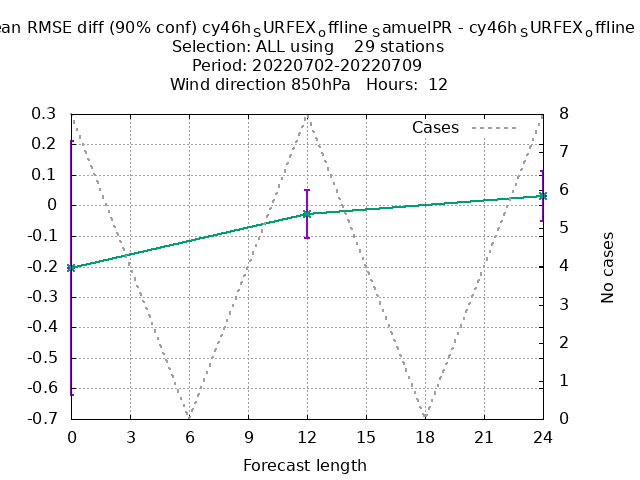 ean RMSE diff (90% conf) cy46h_SURFEX_offline_SamuelPR - cy46h_SURFEX_offline
Selection: ALL using 29 stations
Period: 20220702-20220709
Wind direction 850hPa Hours: 12
Cases
0.3
0.2
0.1
0
-0.1
-0.2
-0.3
-0.4
-0.5
-0.6
-0.7
8
7
6
5
4
3
2
1
0
No cases
0 3 6 9 12 15 18 21 24
Forecast length